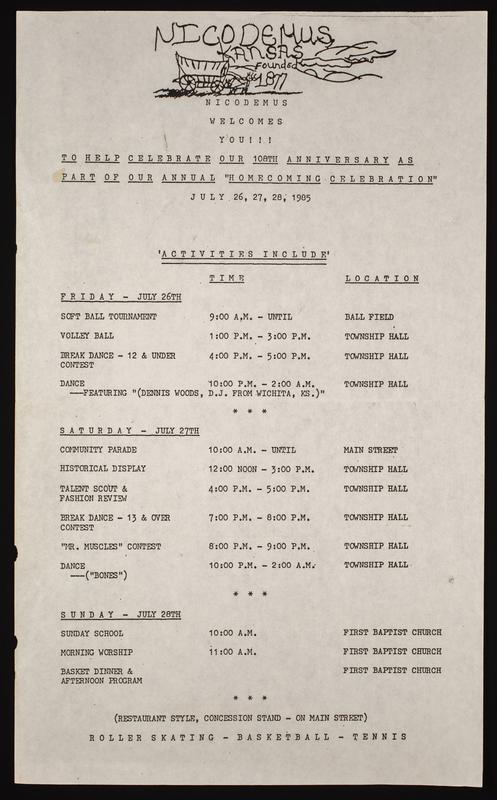 NICODEMUS,
KANSAS
Founded
1877
NICODEMUS
WELCOMES
YOU!!!
TO HELP CELEBRATE OUR 108TH ANNIVERSARY AS
PART OF OUR ANNUAL "HOMECOMING CELEBRATION"
JULY 26, 27, 28, 1985
'ACTIVITIES INCLUDE'
TIME LOCATION
FRIDAY - JULY 26TH
SOFT BALL TOURNAMENT 9:00 A.M. - UNTIL BALL FIELD
VOLLEY BALL 1:00 P.M. - 3:00 P.M. TOWNSHIP HALL
BREAK DANCE - 12 & UNDER 4:00 P.M. - 5:00 P.M. TOWNSHIP HALL
CONTEST
DANCE 10:00 P.M. - 2:00 A.M. TOWNSHIP HALL
---FEATURING "(DENNIS WOODS, D.J. FROM WICHITA, KS.)"
* * *
SATURDAY - JULY 27TH
COMMUNITY PARADE 10:00 A.M. - UNTIL MAIN STREET
HISTORICAL DISPLAY 12:00 NOON - 3:00 P.M. TOWNSHIP HALL
TALENT SCOUT & 4:00 P.M. - 5:00 P.M. TOWNSHIP HALL
FASHION REVIEW
BREAK DANCE - 13 & OVER 7:00 P.M. - 8:00 P.M. TOWNSHIP HALL
CONTEST
"MR. MUSCLES" CONTEST 8:00 P.M. - 9:00 P.M. TOWNSHIP HALL
DANCE 10:00 P.M. - 2:00 A.M. TOWNSHIP HALL
---("BONES")
* * *
SUNDAY - JULY 28TH
SUNDAY SCHOOL 10:00 A.M. FIRST BAPTIST CHURCH
MORNING WORSHIP 11:00 A.M. FIRST BAPTIST CHURCH
BASKET DINNER & FIRST BAPTIST CHURCH
AFTERNOON PROGRAM
* * *
(RESTAURANT STYLE, CONCESSION STAND - ON MAIN STREET)
ROLLER SKATING - BASKETBALL - TENNIS